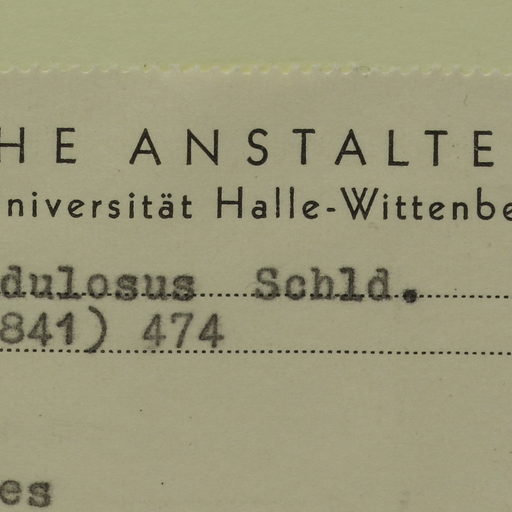 HE ANSTALTE
niversität Halle-Wittenbe
dulosus Schld.
841) 474
es